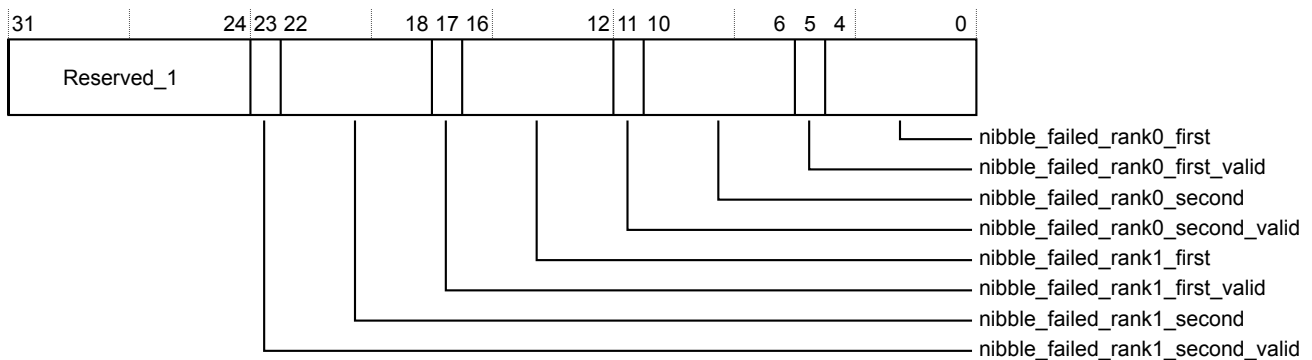 31 24 23 22 18 17 16 12 11 10 6 5 4 0
Reserved_1
nibble_failed_rank0_first
nibble_failed_rank0_first_valid
nibble_failed_rank0_second
nibble_failed_rank0_second_valid
nibble_failed_rank1_first
nibble_failed_rank1_first_valid
nibble_failed_rank1_second
nibble_failed_rank1_second_valid